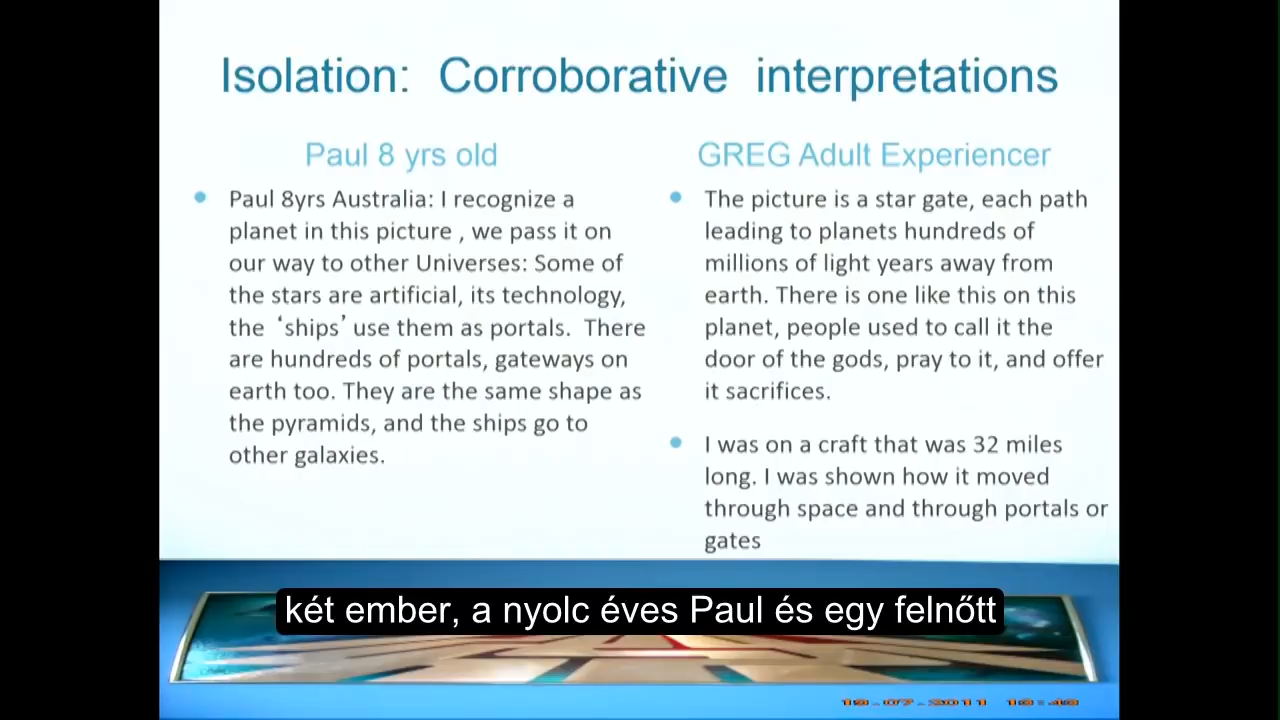 Isolation: Corroborative interpretations
Paul 8 yrs old
Paul 8yrs Australia: I recognize a
planet in this picture , we pass it on
our way to other Universes: Some of
the stars are artificial, its technology,
the ‘ships’ use them as portals. There
are hundreds of portals, gateways on
earth too. They are the same shape as
the pyramids, and the ships go to
other galaxies.
GREG Adult Experiencer
The picture is a star gate, each path
leading to planets hundreds of
millions of light years away from
earth. There is one like this on this
planet, people used to call it the
door of the gods, pray to it, and offer
it sacrifices.
I was on a craft that was 32 miles
long. I was shown how it moved
through space and through portals or
gates
két ember, a nyolc éves Paul és egy felnőtt